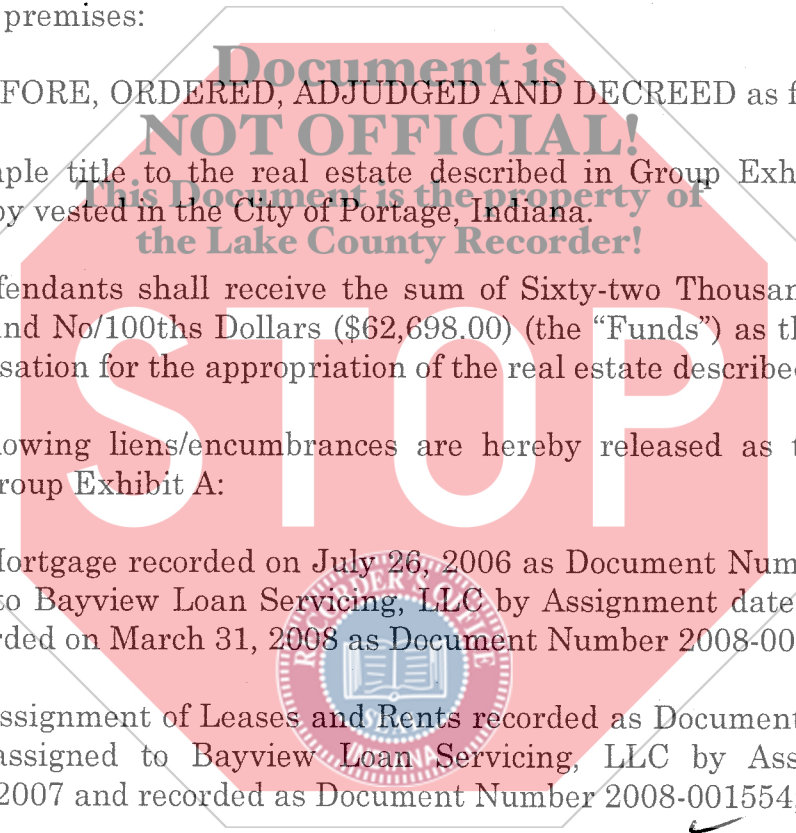 premises:
Document is
FORE, ORDERED, ADJUDGED AND DECREED as f
NOT OFFICIAL!
ple title to the real estate described in Group Exh
This Document is the property of
by vested in the City of Portage, Indiana.
the Lake County Recorder!
fendants shall receive the sum of Sixty-two Thousan
nd No/100ths Dollars ($62,698.00) (the “Funds”) as th
sation for the appropriation of the real estate described
STOP
lowing liens/encumbrances are hereby released as t
roup Exhibit A:
Mortgage recorded on July 26, 2006 as Document Num
to Bayview Loan Servicing, LLC by Assignment date
rded on March 31, 2008 as Document Number 2008-00
RECORDER'S OFFICE
SEAL
INDIANA
ssignment of Leases and Rents recorded as Document
assigned to Bayview Loan Servicing, LLC by Ass
2007 and recorded as Document Number 2008-001554,